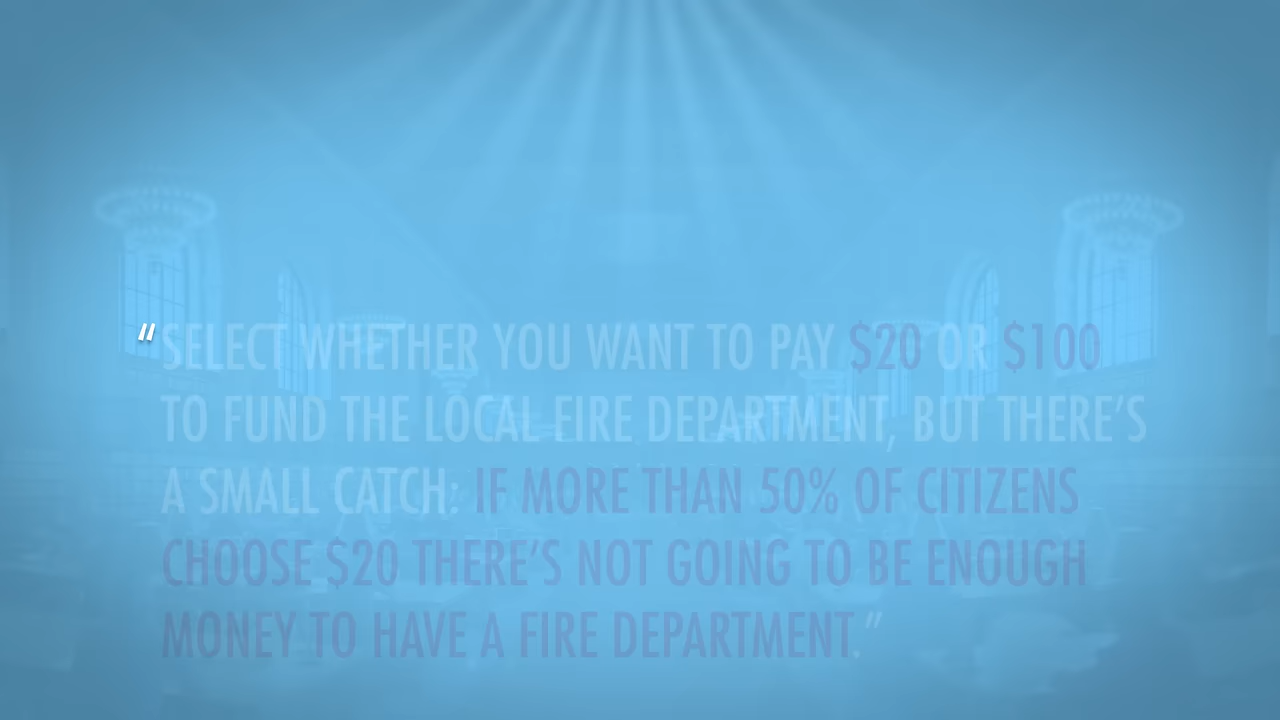 “SELECT WHETHER YOU WANT TO PAY $20 OR $100
TO FUND THE LOCAL FIRE DEPARTMENT, BUT THERE’S
A SMALL CATCH: IF MORE THAN 50% OF CITIZENS
CHOOSE $20 THERE’S NOT GOING TO BE ENOUGH
MONEY TO HAVE A FIRE DEPARTMENT.”